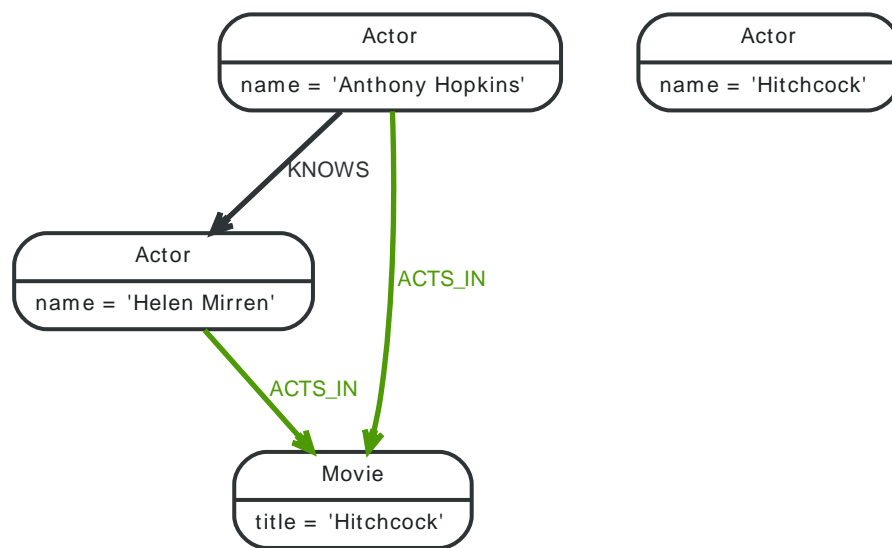 Actor
name = 'Anthony Hopkins'
Actor
name = 'Hitchcock'
KNOWS
Actor
name = 'Helen Mirren'
ACTS_IN
ACTS_IN
Movie
title = 'Hitchcock'